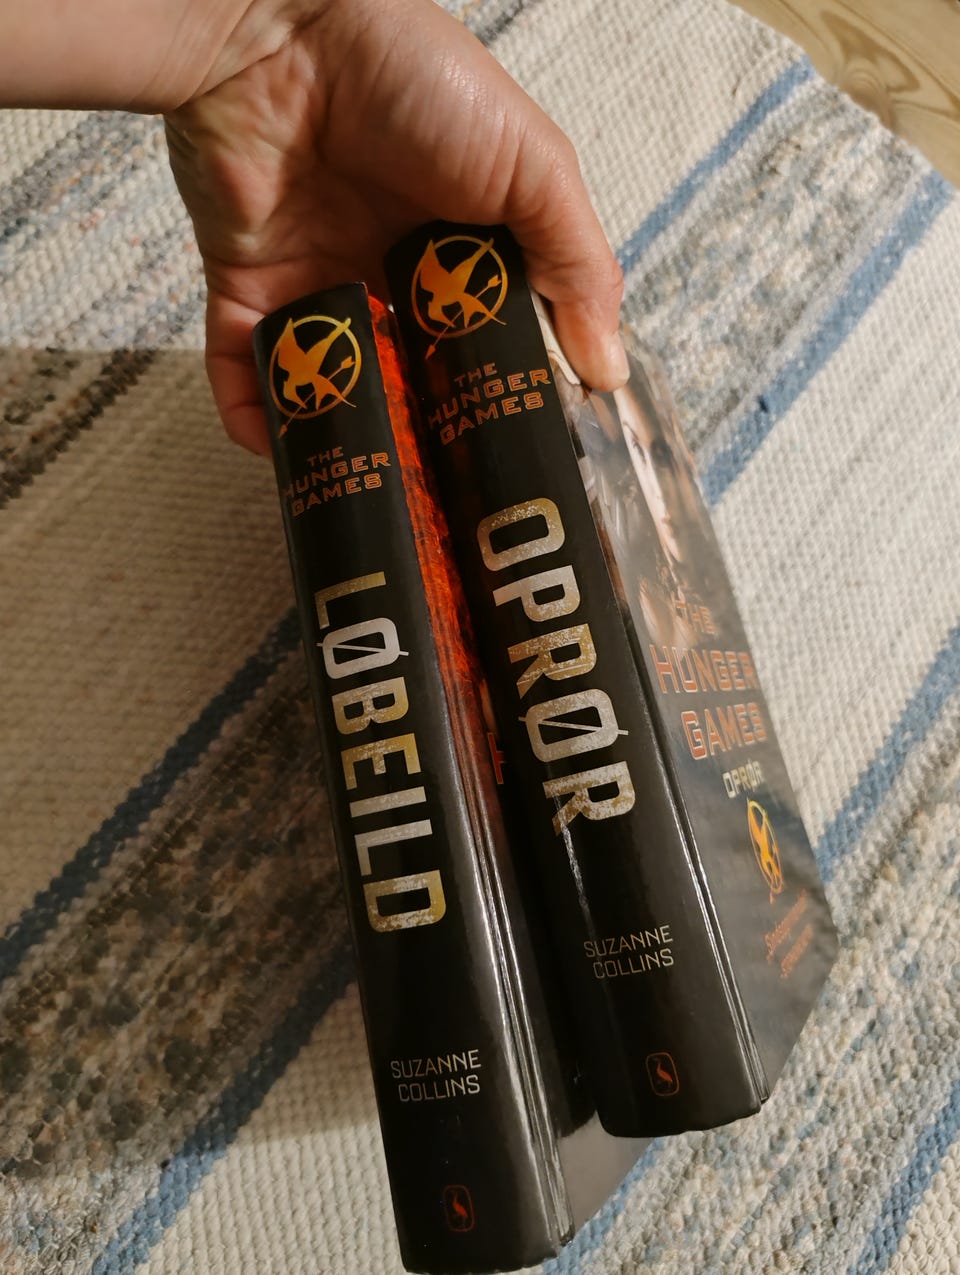 THE
HUNGER
GAMES
LØBEILD
SUZANNE
COLLINS
THE
HUNGER
GAMES
OPRØR
SUZANNE
COLLINS
THE
HUNGER
GAMES
OPRØR